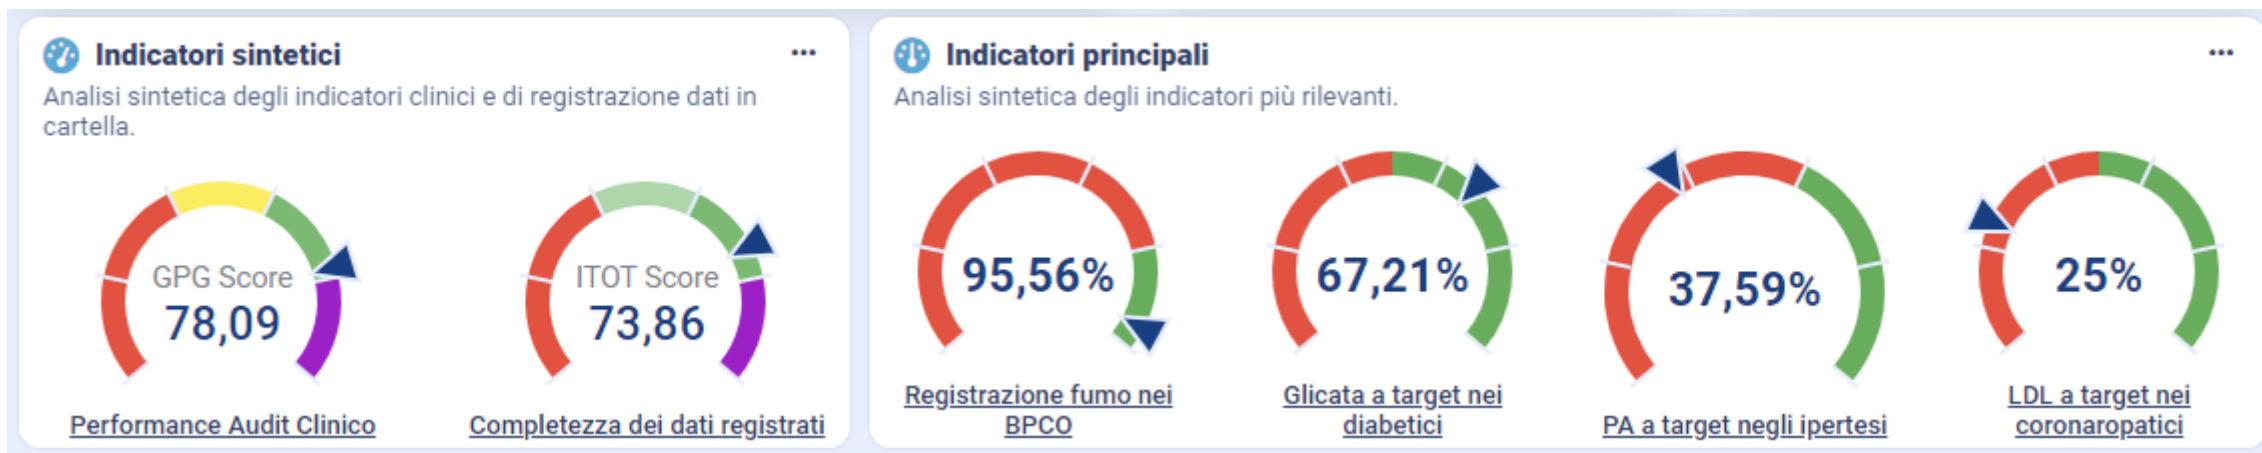 Indicatori sintetici
Analisi sintetica degli indicatori clinici e di registrazione dati in
cartella.
GPG Score
78,09
Performance Audit Clinico
ITOT Score
73,86
Completezza dei dati registrati
Indicatori principali
Analisi sintetica degli indicatori più rilevanti.
95,56%
Registrazione fumo nei
BPCO
67,21%
Glicata a target nei
diabetici
37,59%
PA a target negli ipertesi
25%
LDL a target nei
coronaropatici